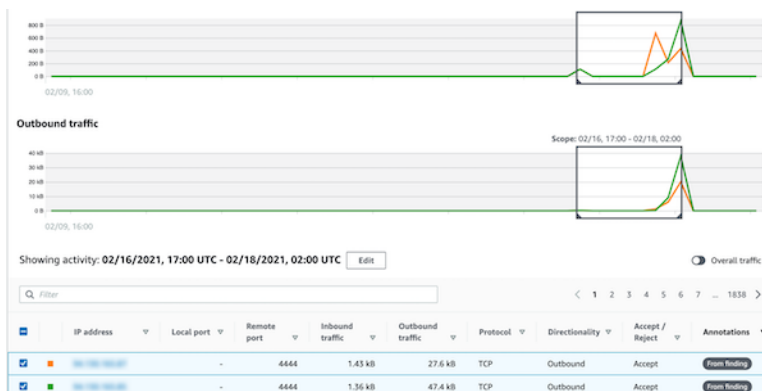 800 B
600 B
400 B
200 B
0 B
02/09, 16:00
Outbound traffic
Scope: 02/16, 17:00 - 02/18, 02:00
40 kB
30 kB
20 kB
10 kB
0 B
02/09, 16:00
Showing activity: 02/16/2021, 17:00 UTC - 02/18/2021, 02:00 UTC Edit Overall traffic
Filter < 1 2 3 4 5 6 7 ... 1838 >
IP address Local port Remote port Inbound traffic Outbound traffic Protocol Directionality Accept / Reject Annotations
- 4444 1.43 kB 27.6 kB TCP Outbound Accept From finding
- 4444 1.36 kB 47.4 kB TCP Outbound Accept From finding